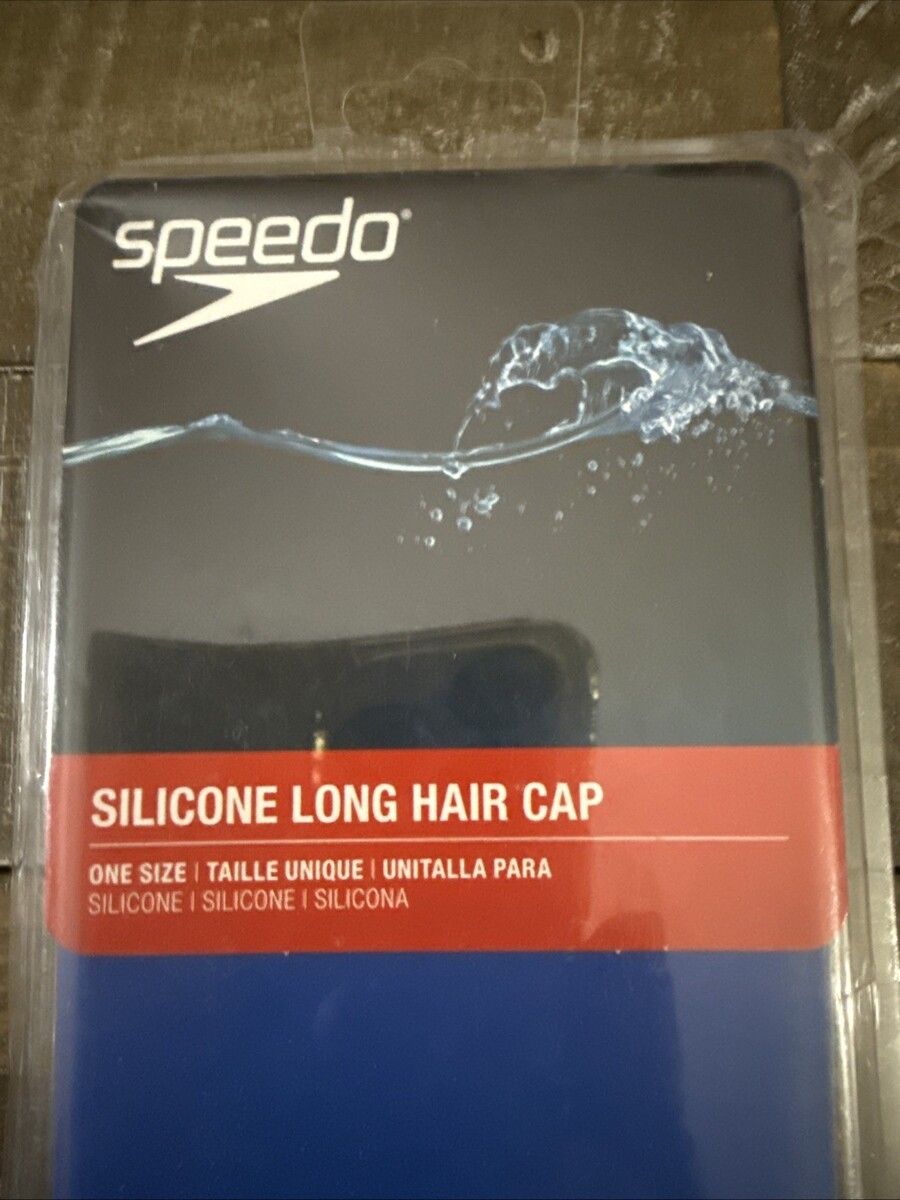 speedo®
SILICONE LONG HAIR CAP
ONE SIZE | TAILLE UNIQUE | UNITALLA PARA
SILICONE | SILICONE | SILICONA